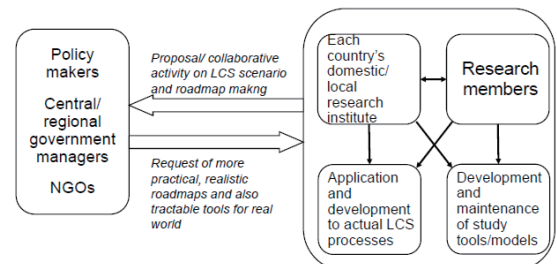 Policy
makers
Central/
regional
government
managers
NGOs
Proposal/ collaborative
activity on LCS scenario
and roadmap makng
Request of more
practical, realistic
roadmaps and also
tractable tools for real
world
Each
country's
domestic/
local
research
institute
Research
members
Application
and
development
to actual LCS
processes
Development
and
maintenance
of study
tools/models